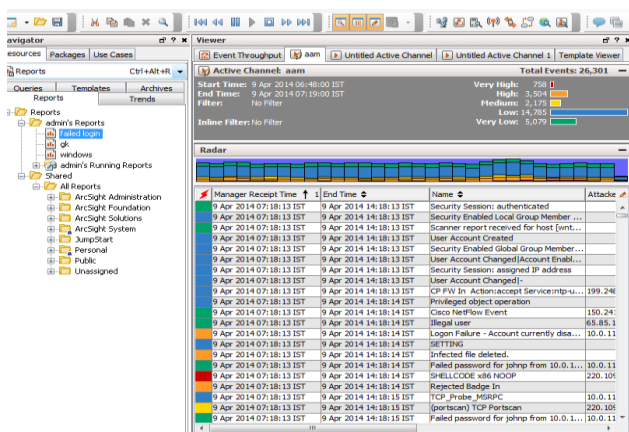 avigator
Viewer
esources Packages Use Cases
Event Throughput aam Untitled Active Channel Untitled Active Channel 1 Template Viewer
Reports Ctrl+Alt+R
Active Channel: aam Total Events: 26,301
Queries Templates Archives
Reports Trends
Start Time: 9 Apr 2014 06:48:00 IST
End Time: 9 Apr 2014 07:19:00 IST
Filter: No Filter
Inline Filter: No Filter
Very High: 758
High: 3,504
Medium: 2,175
Low: 14,785
Very Low: 5,079
Reports
admin's Reports
failed login
gk
windows
admin's Running Reports
Shared
All Reports
ArcSight Administration
ArcSight Foundation
ArcSight Solutions
ArcSight System
JumpStart
Personal
Public
Unassigned
Radar
Manager Receipt Time 1 End Time Name Attacke
9 Apr 2014 07:18:13 IST 9 Apr 2014 14:18:13 IST Security Session: authenticated
9 Apr 2014 07:18:13 IST 9 Apr 2014 14:18:13 IST Security Enabled Local Group Member ...
9 Apr 2014 07:18:13 IST 9 Apr 2014 14:18:13 IST Scanner report received for host [wnt...
9 Apr 2014 07:18:13 IST 9 Apr 2014 14:18:13 IST User Account Created
9 Apr 2014 07:18:13 IST 9 Apr 2014 14:18:13 IST Security Enabled Global Group Member...
9 Apr 2014 07:18:13 IST 9 Apr 2014 14:18:13 IST User Account Changed|Account Enabl...
9 Apr 2014 07:18:13 IST 9 Apr 2014 14:18:13 IST Security Session: assigned IP address
9 Apr 2014 07:18:13 IST 9 Apr 2014 14:18:13 IST User Account Changed|-
9 Apr 2014 07:18:13 IST 9 Apr 2014 14:18:13 IST CP FW In Action:accept Service:ntp-u... 199.248
9 Apr 2014 07:18:13 IST 9 Apr 2014 14:18:13 IST Privileged object operation
9 Apr 2014 07:18:13 IST 9 Apr 2014 14:18:14 IST Cisco NetFlow Event 150.24
9 Apr 2014 07:18:13 IST 9 Apr 2014 14:18:14 IST Illegal user 65.85.1
9 Apr 2014 07:18:13 IST 9 Apr 2014 14:18:14 IST Logon Failure - Account currently disa... 10.0.11
9 Apr 2014 07:18:13 IST 9 Apr 2014 14:18:14 IST SETTING
9 Apr 2014 07:18:13 IST 9 Apr 2014 14:18:14 IST Infected file deleted.
9 Apr 2014 07:18:13 IST 9 Apr 2014 14:18:14 IST Failed password for johnp from 10.0.1... 10.0.11
9 Apr 2014 07:18:13 IST 9 Apr 2014 14:18:14 IST SHELLCODE x86 NOOP 220.109
9 Apr 2014 07:18:13 IST 9 Apr 2014 14:18:14 IST Rejected Badge In
9 Apr 2014 07:18:13 IST 9 Apr 2014 14:18:15 IST TCP_Probe_MSRPC 10.0.11
9 Apr 2014 07:18:13 IST 9 Apr 2014 14:18:15 IST (portscan) TCP Portscan 220.109
9 Apr 2014 07:18:13 IST 9 Apr 2014 14:18:15 IST Failed password for johnp from 10.0.1... 10.0.11